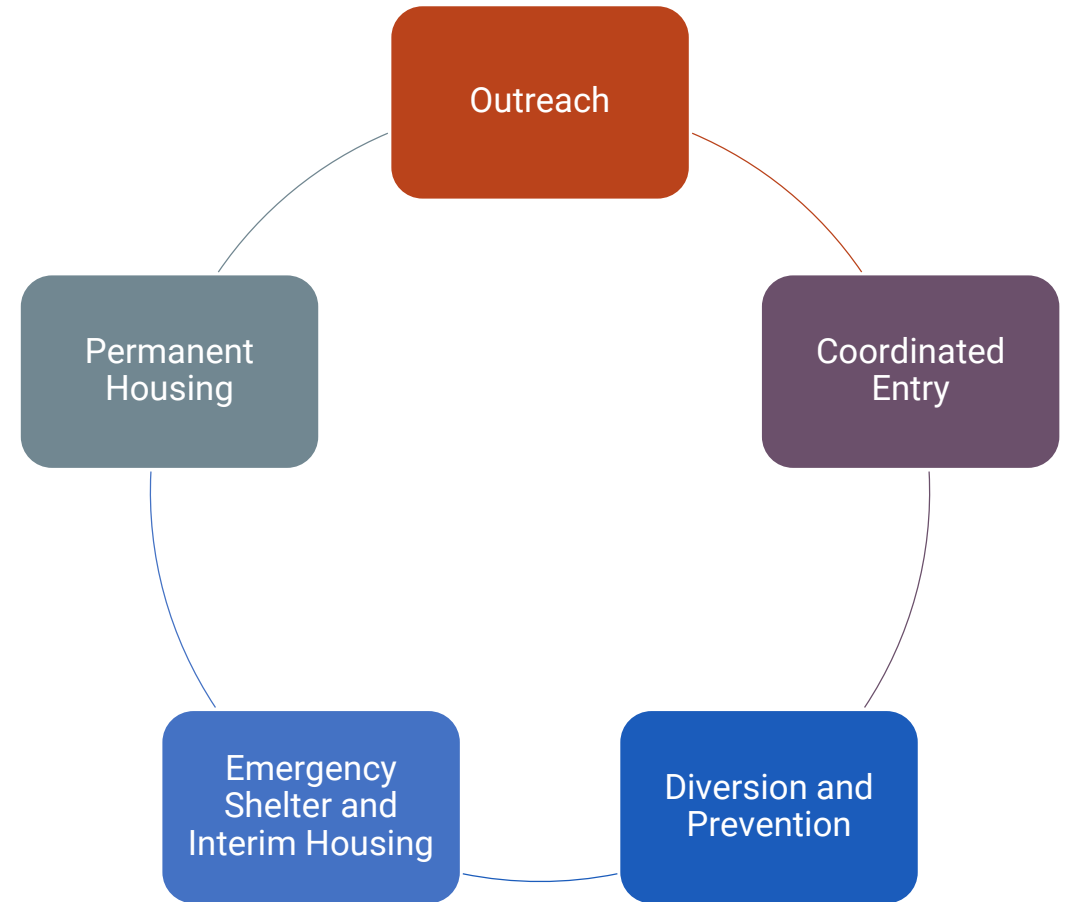 Outreach
Coordinated
Entry
Diversion and
Prevention
Emergency
Shelter and
Interim Housing
Permanent
Housing